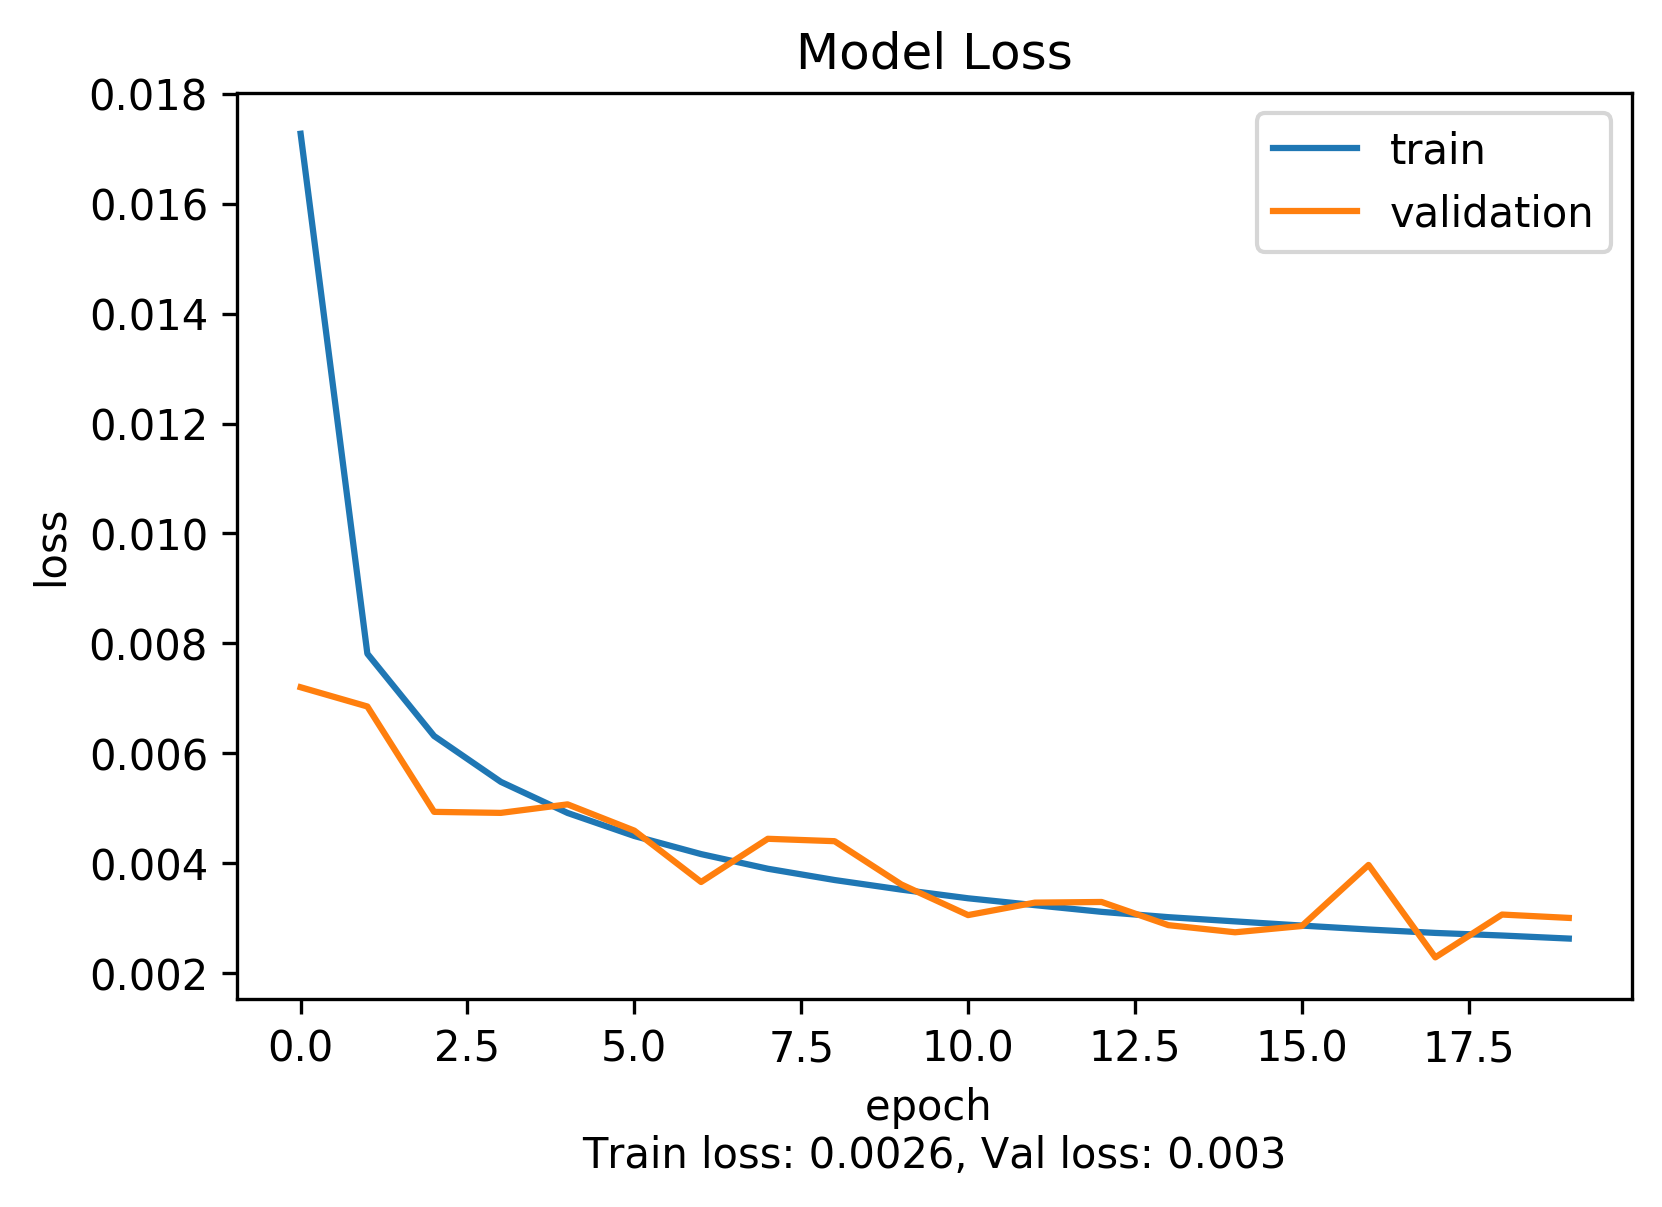 Model Loss
0.018
0.016
0.014
0.012
0.010
0.008
0.006
0.004
0.002
loss
train
validation
0.0 2.5 5.0 7.5 10.0 12.5 15.0 17.5
epoch
Train loss: 0.0026, Val loss: 0.003